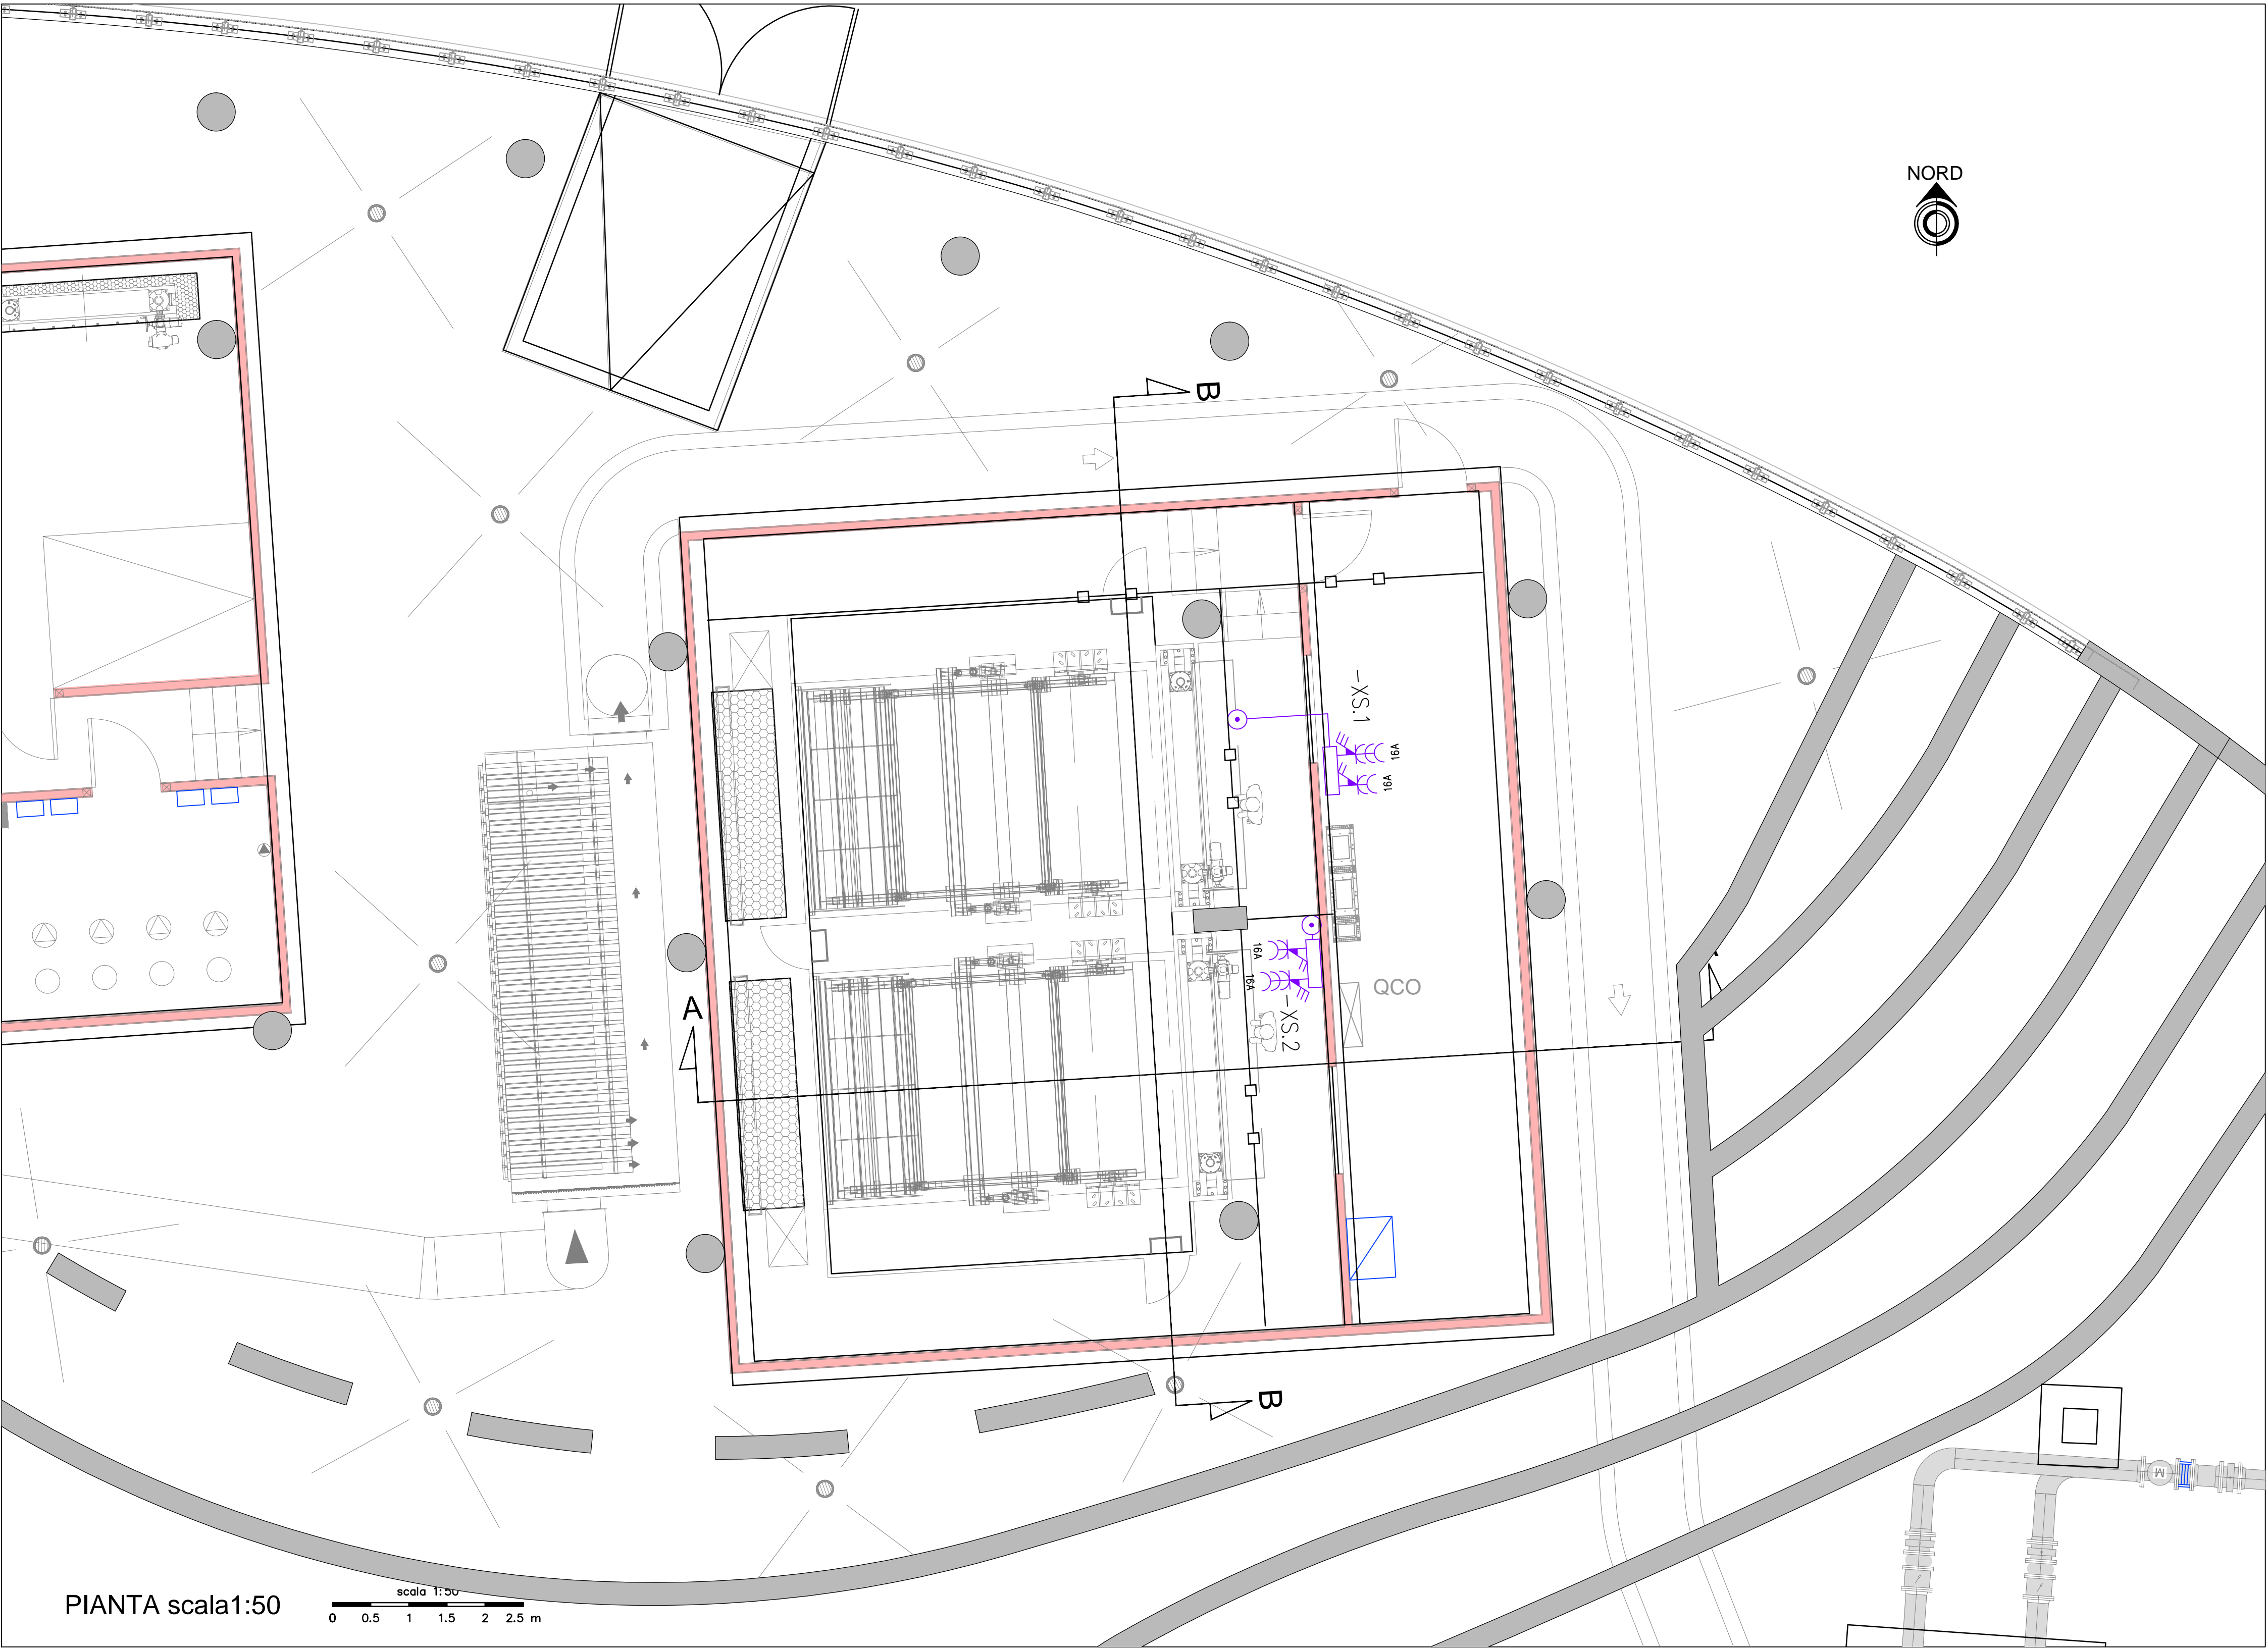 NORD
B
-XS.1
16A
16A
16A
16A
-XS.2
QCO
A
B
M
PIANTA scala1:50
scala 1:50
0 0.5 1 1.5 2 2.5 m